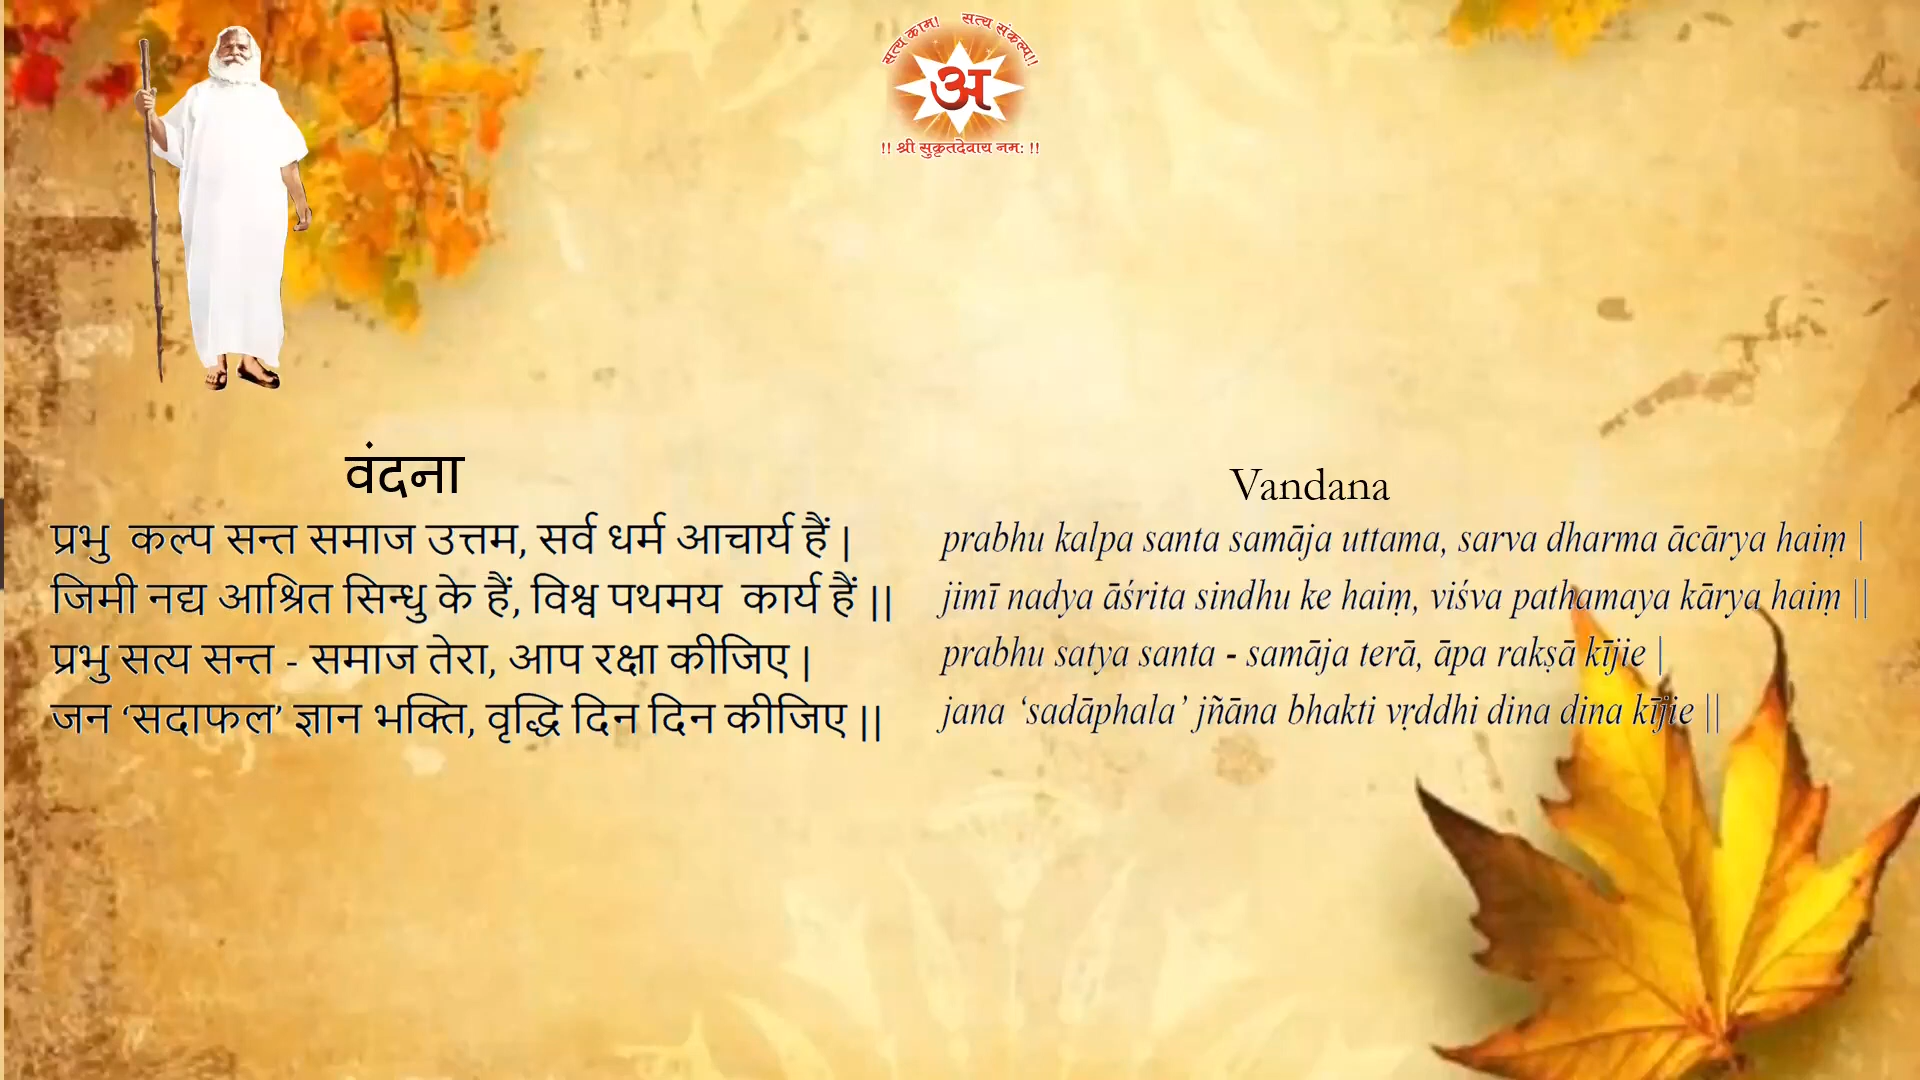 सत्य काम! सत्य संकल्प!!
अ
!! श्री सुकृतदेवाय नमः !!
वंदना
प्रभु कल्प सन्त समाज उत्तम, सर्व धर्म आचार्य हैं |
जिमी नद्य आश्रित सिन्धु के हैं, विश्व पथमय कार्य हैं ||
प्रभु सत्य सन्त - समाज तेरा, आप रक्षा कीजिए |
जन ‘सदाफल’ ज्ञान भक्ति, वृद्धि दिन दिन कीजिए ||
Vandana
prabhu kalpa santa samāja uttama, sarva dharma ācārya haiṃ |
jimī nadya āśrita sindhu ke haiṃ, viśva pathamaya kārya haiṃ ||
prabhu satya santa - samāja terā, āpa rakṣā kījie |
jana ‘sadāphala’ jñāna bhakti vṛddhi dina dina kījie ||